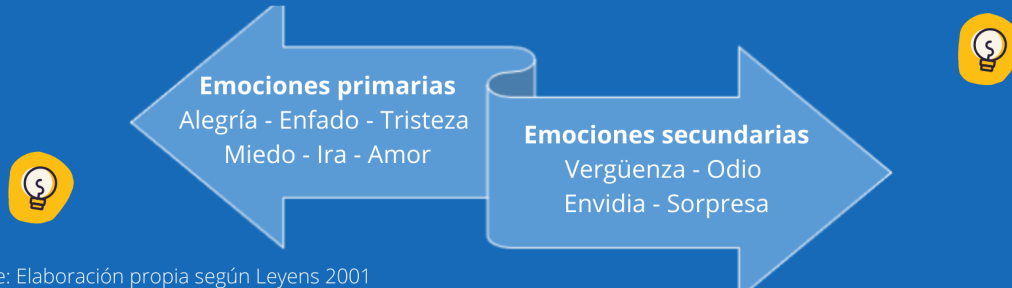 Emociones primarias
Alegría - Enfado - Tristeza
Miedo - Ira - Amor
Emociones secundarias
Vergüenza - Odio
Envidia - Sorpresa
e: Elaboración propia según Leyens 2001